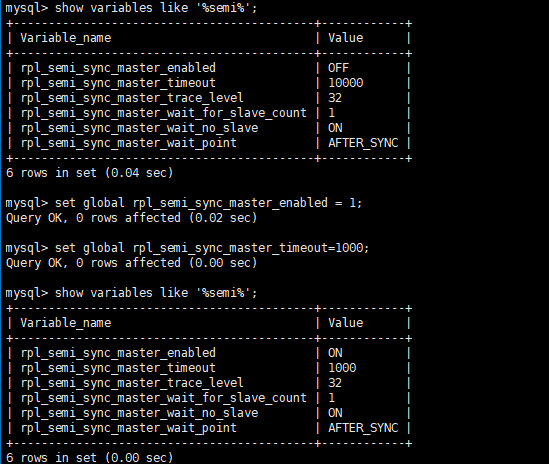 mysql> show variables like '%semi%';
+-------------------------------------------+------------+
| Variable_name                             | Value      |
+-------------------------------------------+------------+
| rpl_semi_sync_master_enabled              | OFF        |
| rpl_semi_sync_master_timeout              | 10000      |
| rpl_semi_sync_master_trace_level          | 32         |
| rpl_semi_sync_master_wait_for_slave_count | 1          |
| rpl_semi_sync_master_wait_no_slave        | ON         |
| rpl_semi_sync_master_wait_point           | AFTER_SYNC |
+-------------------------------------------+------------+
6 rows in set (0.04 sec)
mysql> set global rpl_semi_sync_master_enabled = 1;
Query OK, 0 rows affected (0.02 sec)
mysql> set global rpl_semi_sync_master_timeout=1000;
Query OK, 0 rows affected (0.00 sec)
mysql> show variables like '%semi%';
+-------------------------------------------+------------+
| Variable_name                             | Value      |
+-------------------------------------------+------------+
| rpl_semi_sync_master_enabled              | ON         |
| rpl_semi_sync_master_timeout              | 1000       |
| rpl_semi_sync_master_trace_level          | 32         |
| rpl_semi_sync_master_wait_for_slave_count | 1          |
| rpl_semi_sync_master_wait_no_slave        | ON         |
| rpl_semi_sync_master_wait_point           | AFTER_SYNC |
+-------------------------------------------+------------+
6 rows in set (0.00 sec)